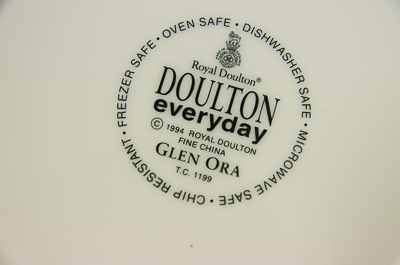 FREEZER SAFE • OVEN SAFE • DISHWASHER SAFE • MICROWAVE SAFE • CHIP RESISTANT •
Royal Doulton®
DOULTON
everyday
© 1994 ROYAL DOULTON
FINE CHINA
GLEN ORA
T.C. 1199